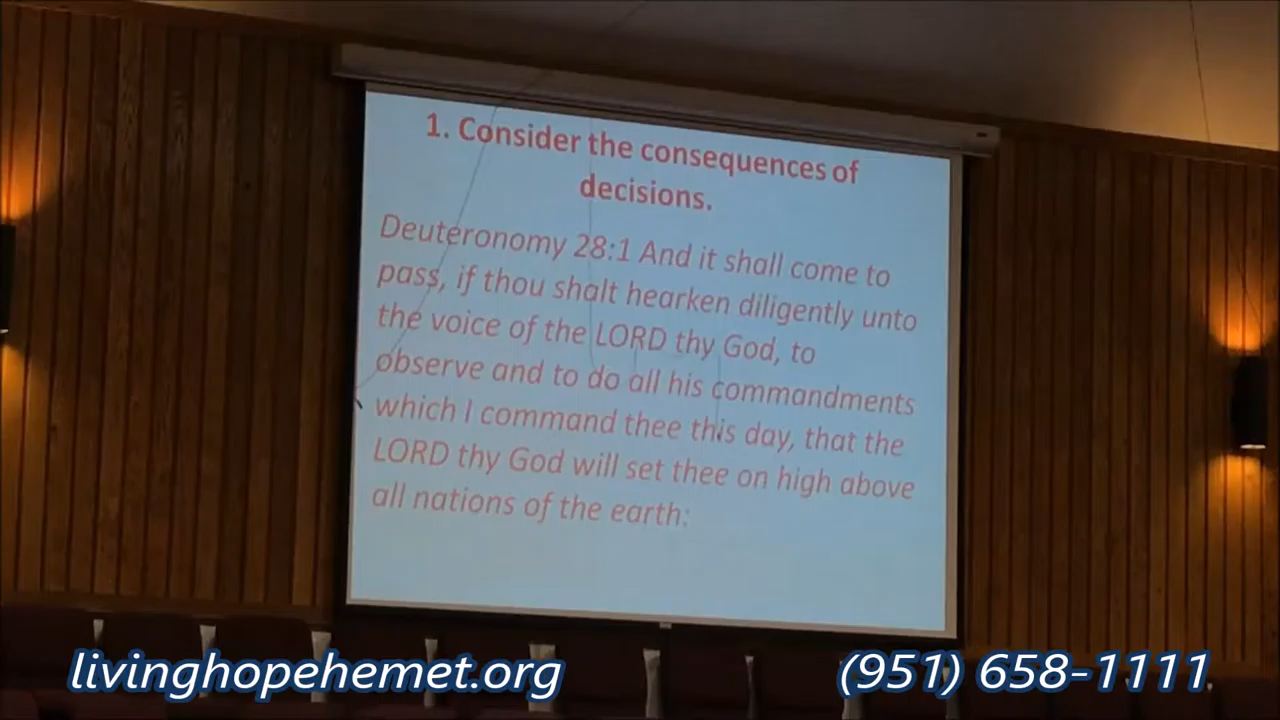 1. Consider the consequences of
decisions.
Deuteronomy 28:1 And it shall come to
pass, if thou shalt hearken diligently unto
the voice of the LORD thy God, to
observe and to do all his commandments
which I command thee this day, that the
LORD thy God will set thee on high above
all nations of the earth:
livinghopehemet.org
(951) 658-1111